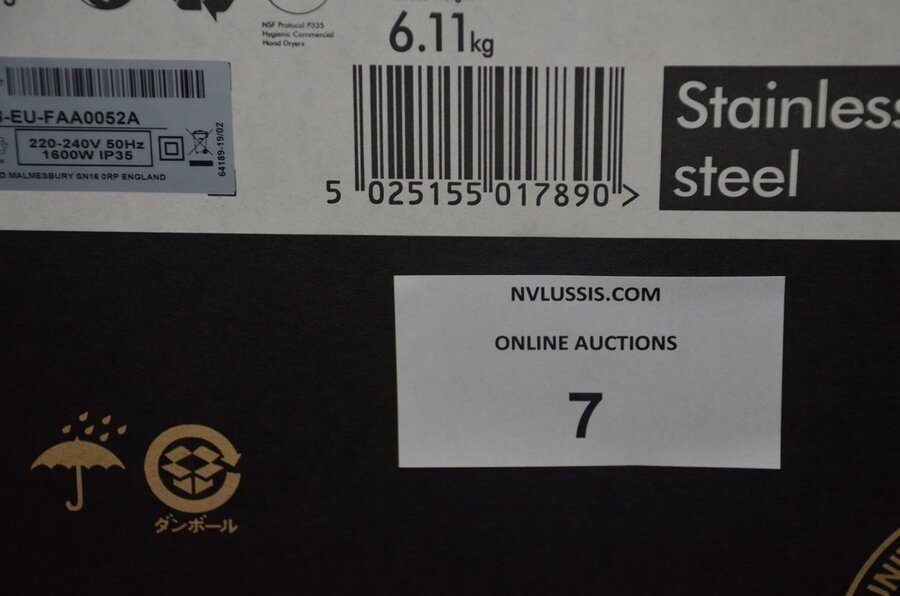 NSF Protocol P335
Hygienic Commercial
Hand Dryers
6.11kg
-EU-FAA0052A
220-240V 50Hz
1600W IP35
MALMESBURY SN16 0RP ENGLAND
64189-19/02
5 025155 017890 >
Stainless
steel
NVLUSSIS.COM
ONLINE AUCTIONS
7
ダンボール